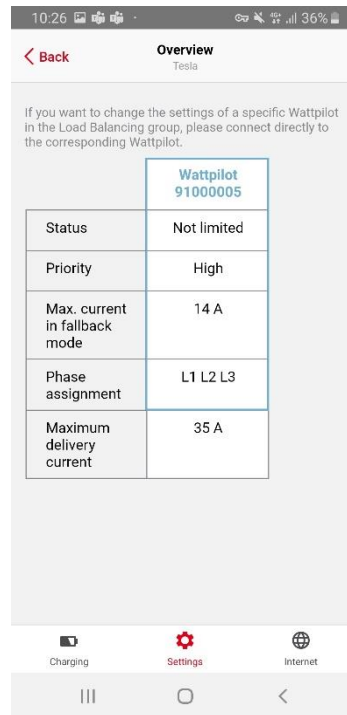 10:26 36%
Back
Overview
Tesla
If you want to change the settings of a specific Wattpilot
in the Load Balancing group, please connect directly to
the corresponding Wattpilot.
Wattpilot
91000005
Status Not limited
Priority High
Max. current
in fallback
mode
14 A
Phase
assignment
L1 L2 L3
Maximum
delivery
current
35 A
Charging Settings Internet